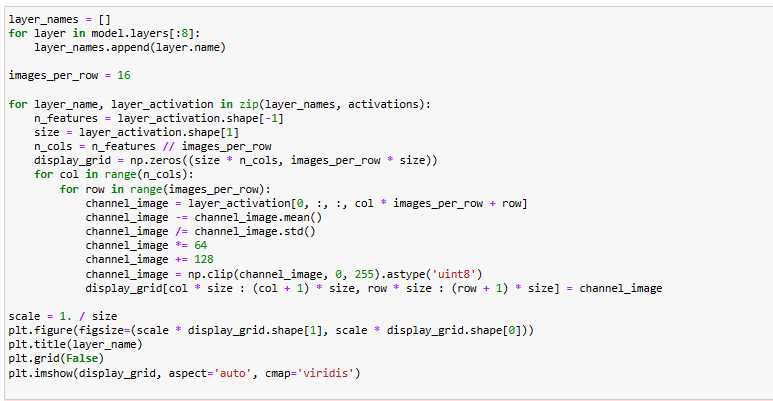 layer_names = []
for layer in model.layers[:8]:
    layer_names.append(layer.name)

images_per_row = 16

for layer_name, layer_activation in zip(layer_names, activations):
    n_features = layer_activation.shape[-1]
    size = layer_activation.shape[1]
    n_cols = n_features // images_per_row
    display_grid = np.zeros((size * n_cols, images_per_row * size))
    for col in range(n_cols):
        for row in range(images_per_row):
            channel_image = layer_activation[0, :, :, col * images_per_row + row]
            channel_image -= channel_image.mean()
            channel_image /= channel_image.std()
            channel_image *= 64
            channel_image += 128
            channel_image = np.clip(channel_image, 0, 255).astype('uint8')
            display_grid[col * size : (col + 1) * size, row * size : (row + 1) * size] = channel_image

scale = 1. / size
plt.figure(figsize=(scale * display_grid.shape[1], scale * display_grid.shape[0]))
plt.title(layer_name)
plt.grid(False)
plt.imshow(display_grid, aspect='auto', cmap='viridis')